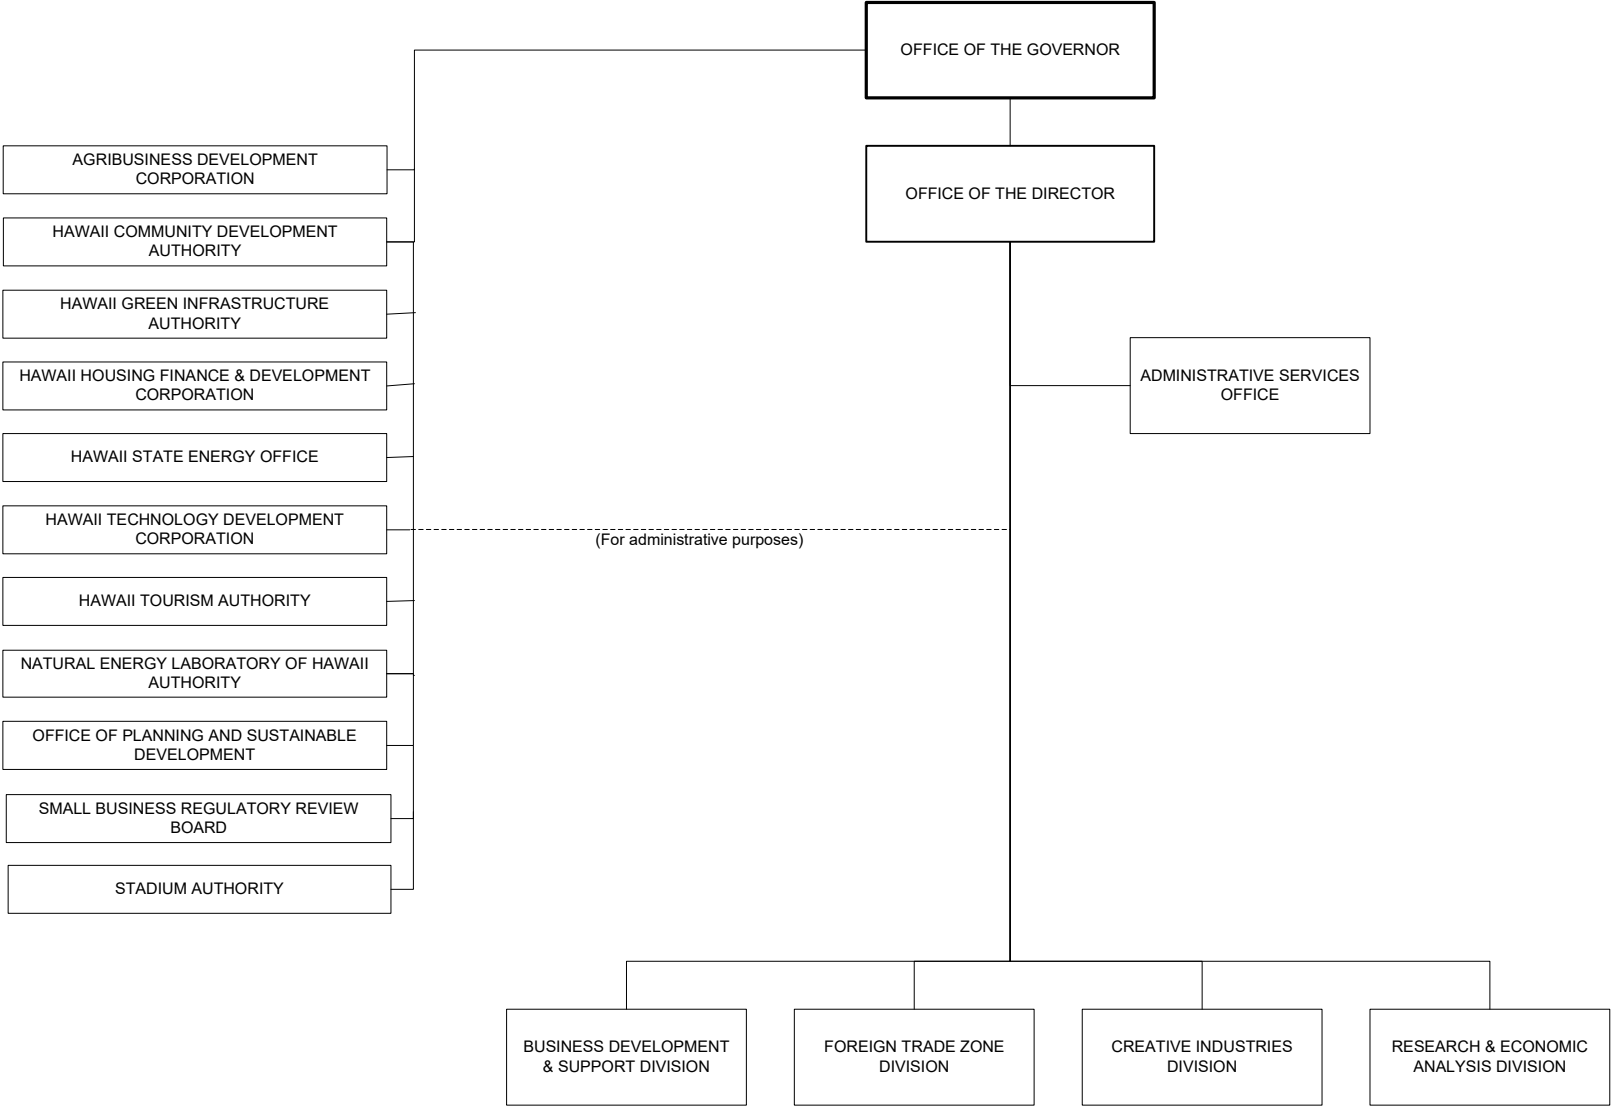 OFFICE OF THE GOVERNOR
OFFICE OF THE DIRECTOR
AGRIBUSINESS DEVELOPMENT
CORPORATION
HAWAII COMMUNITY DEVELOPMENT
AUTHORITY
HAWAII GREEN INFRASTRUCTURE
AUTHORITY
HAWAII HOUSING FINANCE & DEVELOPMENT
CORPORATION
HAWAII STATE ENERGY OFFICE
HAWAII TECHNOLOGY DEVELOPMENT
CORPORATION
HAWAII TOURISM AUTHORITY
NATURAL ENERGY LABORATORY OF HAWAII
AUTHORITY
OFFICE OF PLANNING AND SUSTAINABLE
DEVELOPMENT
SMALL BUSINESS REGULATORY REVIEW
BOARD
STADIUM AUTHORITY
(For administrative purposes)
ADMINISTRATIVE SERVICES
OFFICE
BUSINESS DEVELOPMENT
& SUPPORT DIVISION
FOREIGN TRADE ZONE
DIVISION
CREATIVE INDUSTRIES
DIVISION
RESEARCH & ECONOMIC
ANALYSIS DIVISION